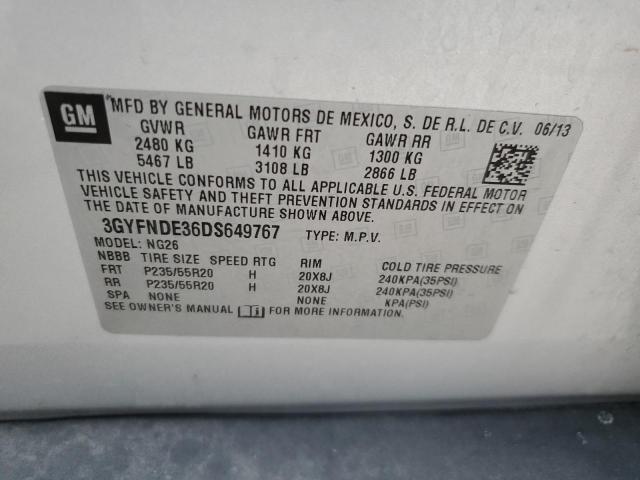 GM MFD BY GENERAL MOTORS DE MEXICO, S. DE R.L. DE C.V. 06/13
GVWR GAWR FRT GAWR RR
2480 KG 1410 KG 1300 KG
5467 LB 3108 LB 2866 LB
THIS VEHICLE CONFORMS TO ALL APPLICABLE U.S. FEDERAL MOTOR
VEHICLE SAFETY AND THEFT PREVENTION STANDARDS IN EFFECT ON
THE DATE OF MANUFACTURE SHOWN ABOVE.
3GYFNDE36DS649767 TYPE: M.P.V.
MODEL: NG26
NBBB TIRE SIZE SPEED RTG RIM COLD TIRE PRESSURE
FRT P235/55R20 H 20X8J 240KPA(35PSI)
RR P235/55R20 H 20X8J 240KPA(35PSI)
SPA NONE NONE KPA(PSI)
SEE OWNER'S MANUAL FOR MORE INFORMATION.